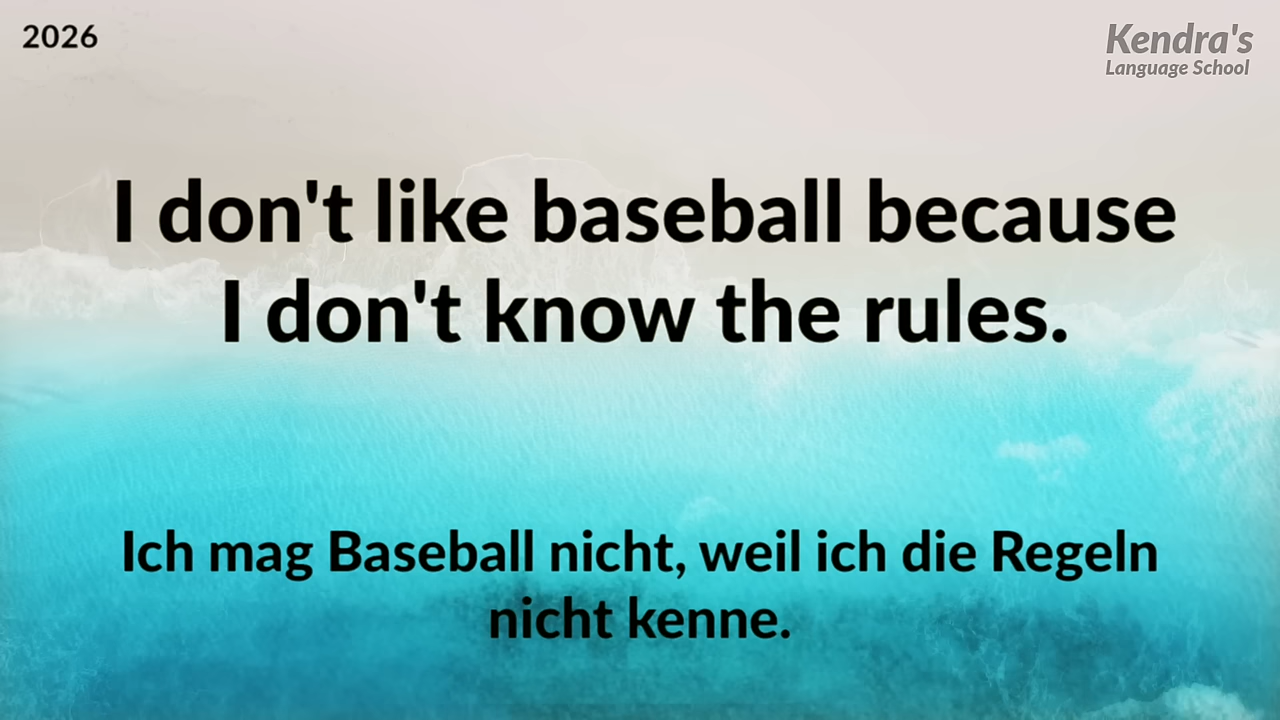 2026
Kendra's
Language School
I don't like baseball because
I don't know the rules.
Ich mag Baseball nicht, weil ich die Regeln
nicht kenne.